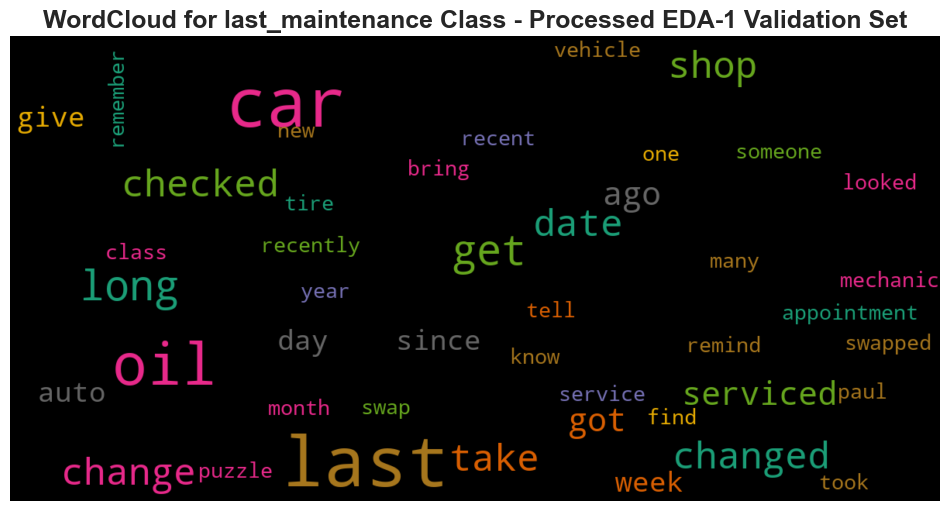 WordCloud for last_maintenance Class - Processed EDA-1 Validation Set
vehicle
shop
remember
car
give
new
recent
one
someone
bring
looked
checked
tire
ago
date
recently
class
get
many
long
mechanic
year
tell
appointment
day
since
remind
swapped
know
oil
auto
service
serviced
paul
month
swap
got
find
last
take
changed
change
puzzle
week
took